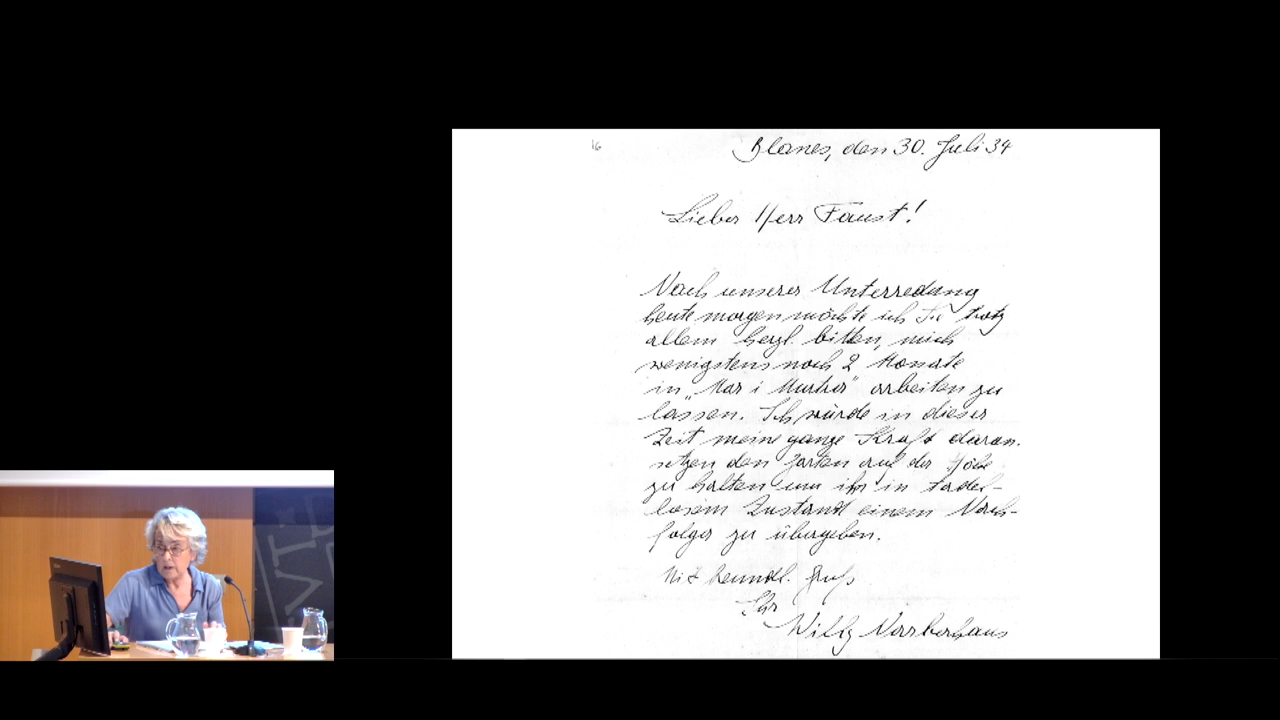 16
Blanes, den 30. Juli 34
Lieber Herr Faust!
Nach unserer Unterredung
heute morgen möchte ich Sie trotz
allem herzl. bitten, mich
wenigstens noch 2 Monate
in „Mar i Murtra" arbeiten zu
lassen. Ich würde in dieser
Zeit meine ganze Kraft daran
setzen den Garten auf der Höhe
zu halten um ihn in tadel-
losem Zustand einem Nach-
folger zu übergeben.
Mit freundl. Gruß
Ihr
Willy